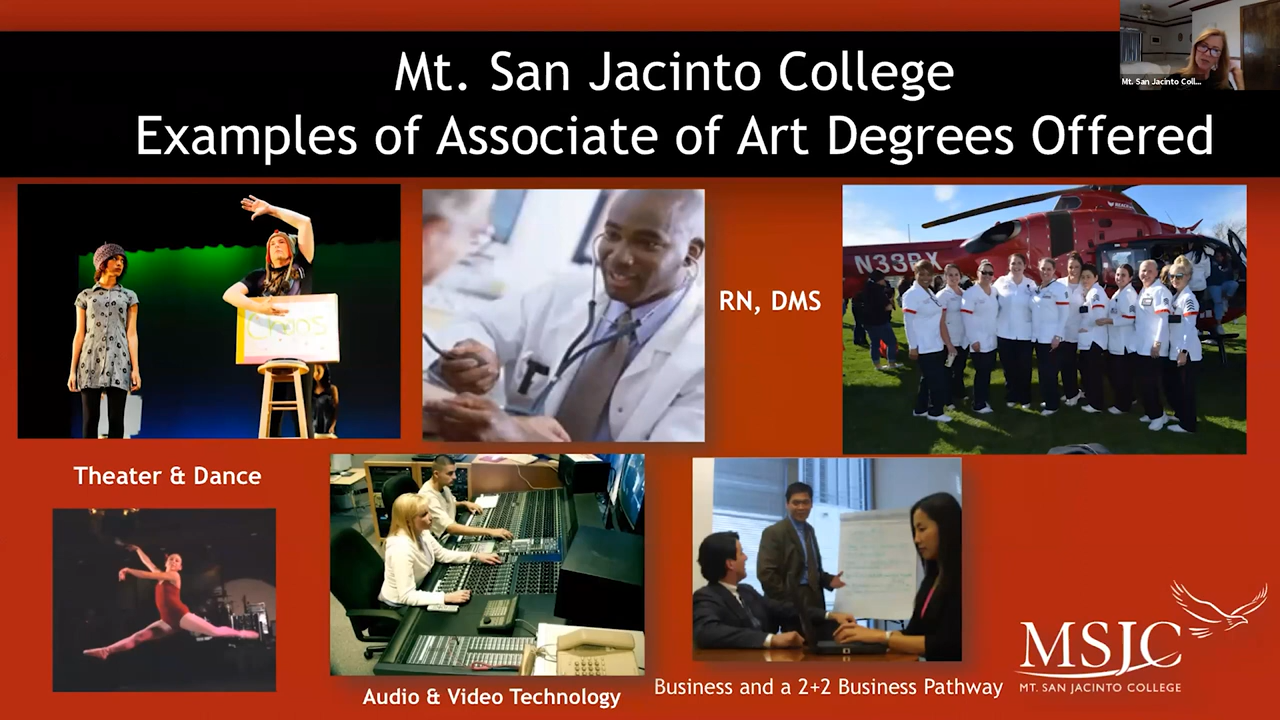 Mt. San Jacinto College
Examples of Associate of Art Degrees Offered
Mt. San Jacinto Coll...
Chaos
RN, DMS
N33RX
Theater & Dance
Audio & Video Technology
Business and a 2+2 Business Pathway
MSJC
MT. SAN JACINTO COLLEGE